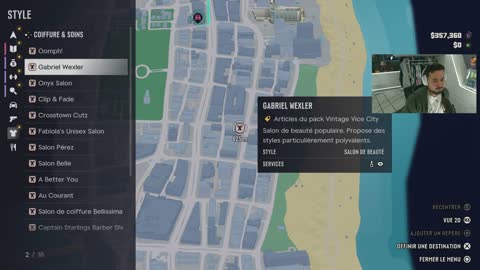 STYLE
COIFFURE & SOINS
Oomph!
Gabriel Wexler
Onyx Salon
Clip & Fade
Crosstown Cutz
Fabiola's Unisex Salon
Salon Pérez
Salon Belle
A Better You
Au Courant
Salon de coiffure Bellissima
Captain Starlings Barber Sho
2 /
GABRIEL WEXLER
Articles du pack Vintage Vice City
Salon de beauté populaire. Propose des
styles particulièrement polyvalents.
STYLE SALON DE BEAUTÉ
SERVICES
$357,360
$0
RECENTRER
VUE 2D
AJOUTER UN REPÈRE
DÉFINIR UNE DESTINATION
FERMER LE MENU